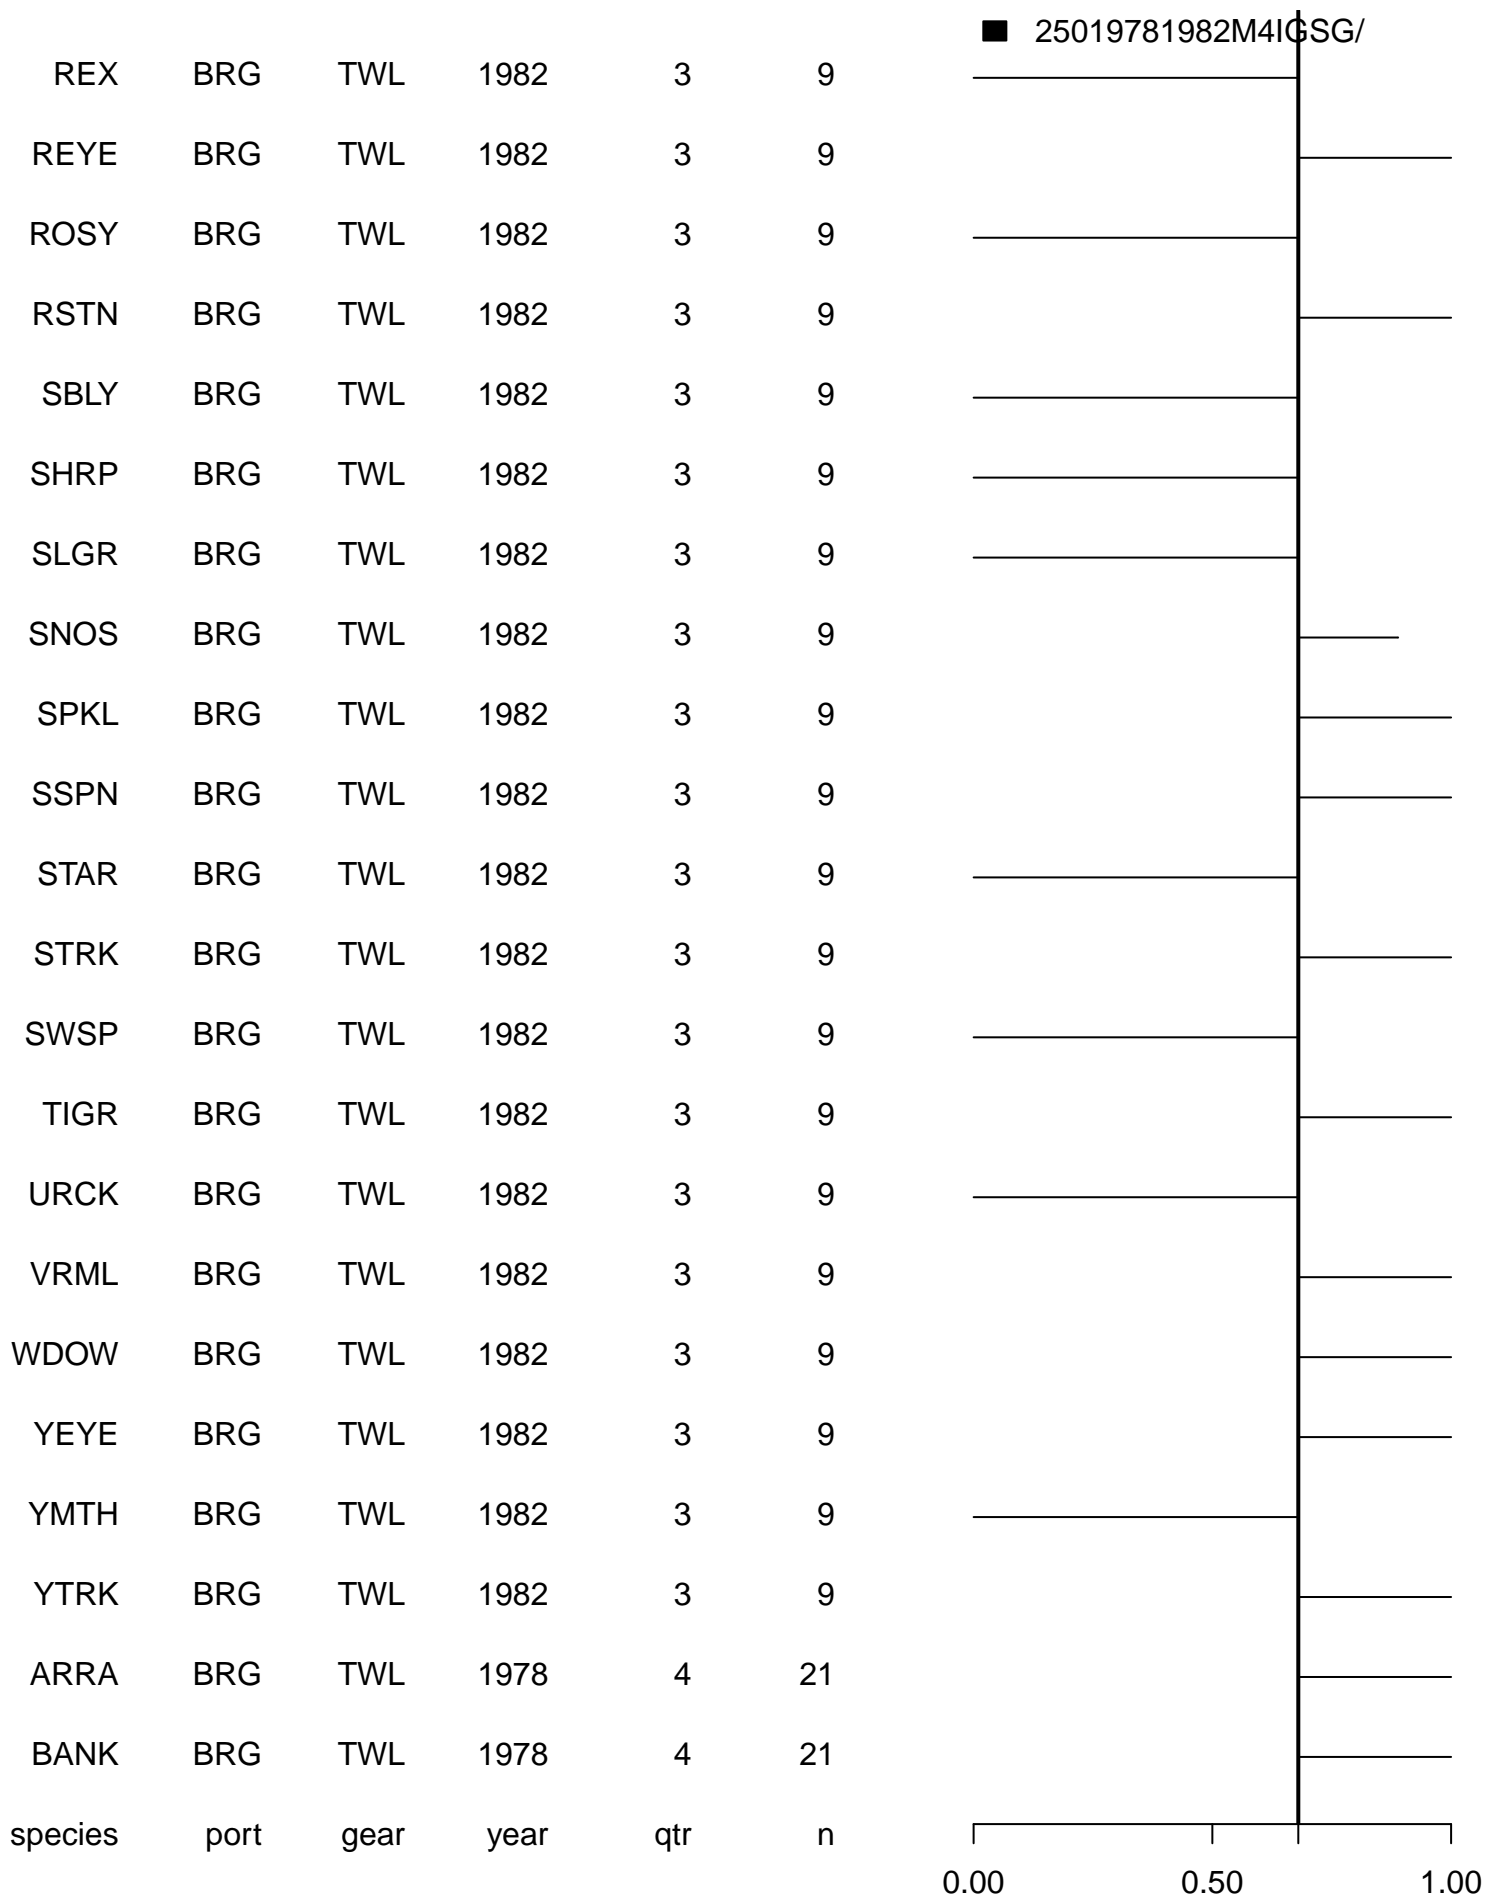 25019781982M4IGSG/
REX BRG TWL 1982 3 9
REYE BRG TWL 1982 3 9
ROSY BRG TWL 1982 3 9
RSTN BRG TWL 1982 3 9
SBLY BRG TWL 1982 3 9
SHRP BRG TWL 1982 3 9
SLGR BRG TWL 1982 3 9
SNOS BRG TWL 1982 3 9
SPKL BRG TWL 1982 3 9
SSPN BRG TWL 1982 3 9
STAR BRG TWL 1982 3 9
STRK BRG TWL 1982 3 9
SWSP BRG TWL 1982 3 9
TIGR BRG TWL 1982 3 9
URCK BRG TWL 1982 3 9
VRML BRG TWL 1982 3 9
WDOW BRG TWL 1982 3 9
YEYE BRG TWL 1982 3 9
YMTH BRG TWL 1982 3 9
YTRK BRG TWL 1982 3 9
ARRA BRG TWL 1978 4 21
BANK BRG TWL 1978 4 21
species port gear year qtr n
0.00 0.50 1.00